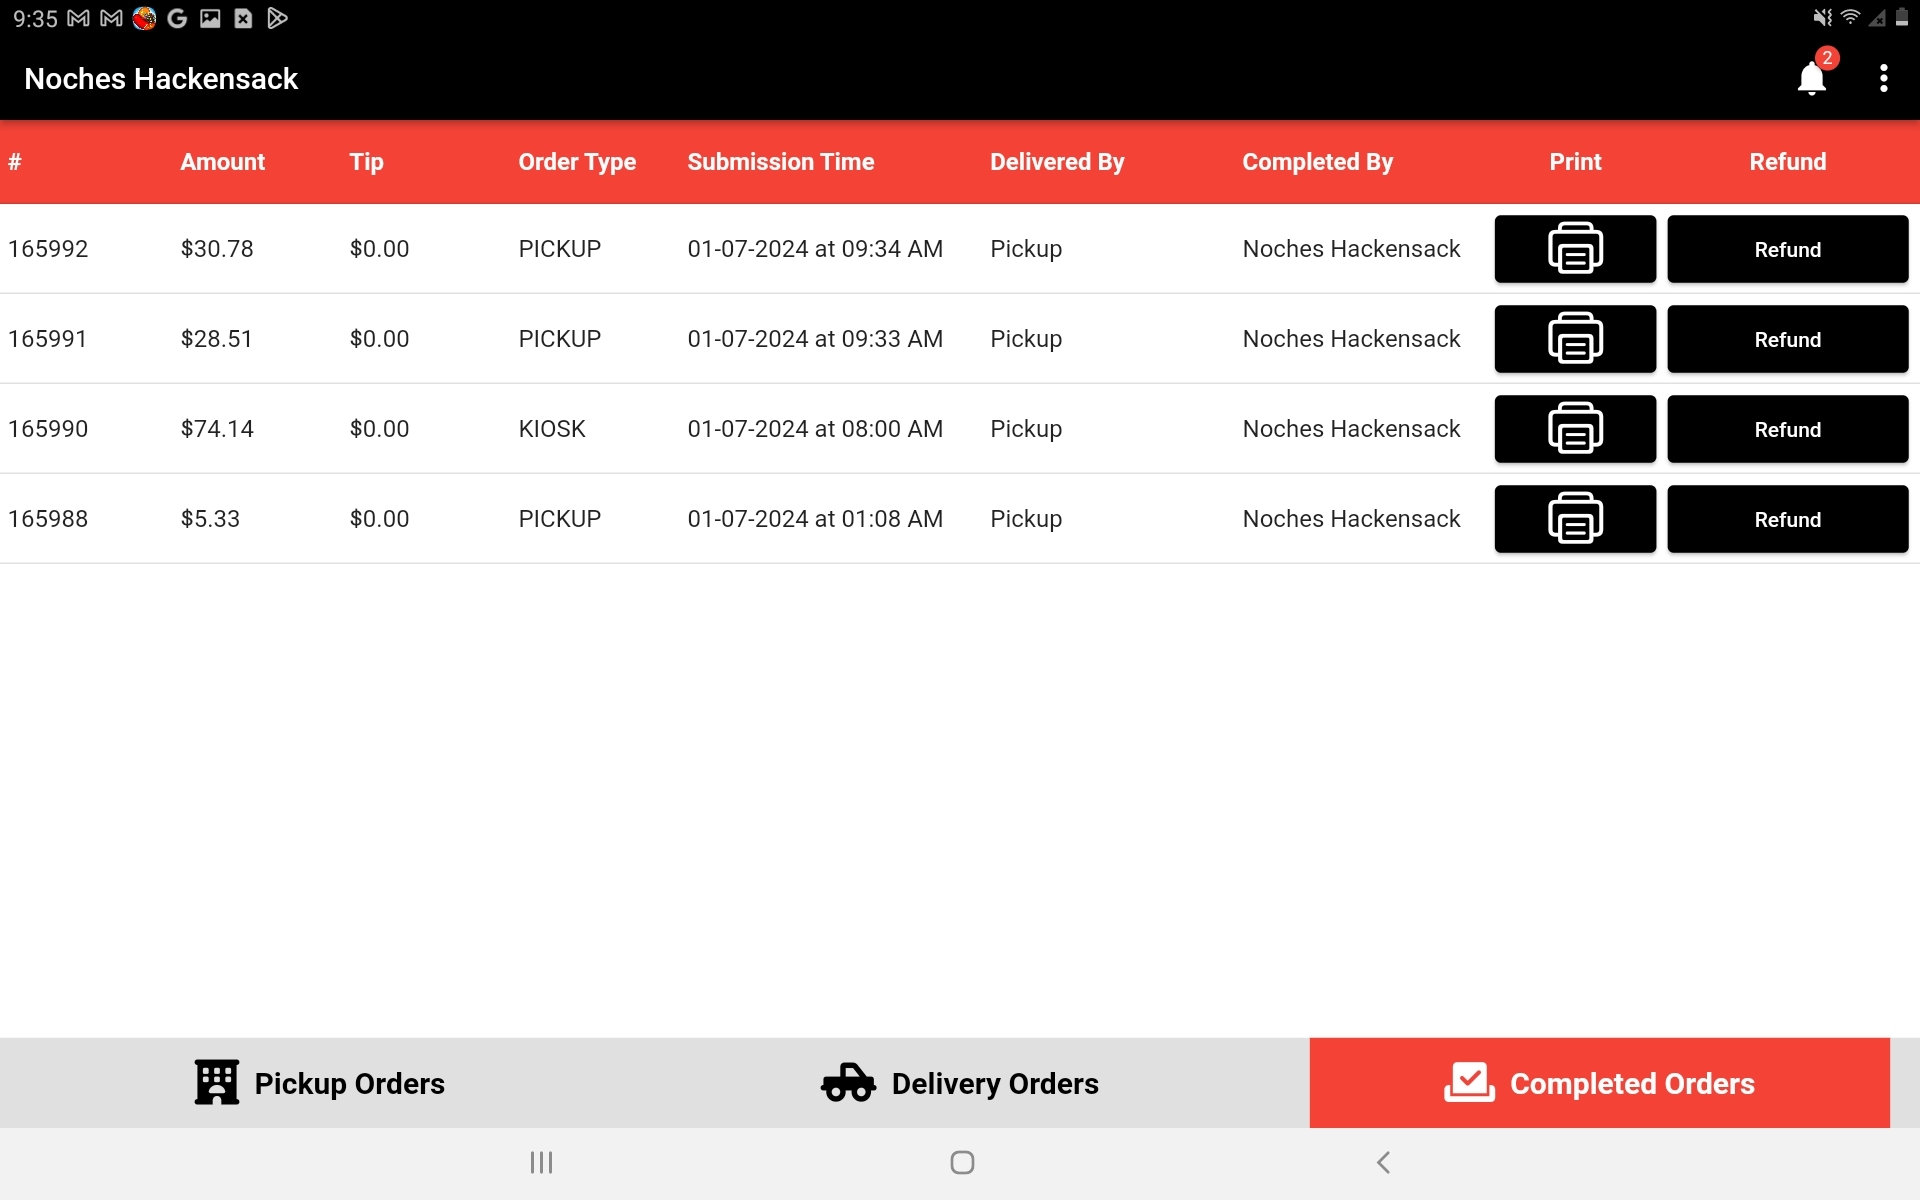 9:35
Noches Hackensack
2
# Amount Tip Order Type Submission Time Delivered By Completed By Print Refund
165992 $30.78 $0.00 PICKUP 01-07-2024 at 09:34 AM Pickup Noches Hackensack Refund
165991 $28.51 $0.00 PICKUP 01-07-2024 at 09:33 AM Pickup Noches Hackensack Refund
165990 $74.14 $0.00 KIOSK 01-07-2024 at 08:00 AM Pickup Noches Hackensack Refund
165988 $5.33 $0.00 PICKUP 01-07-2024 at 01:08 AM Pickup Noches Hackensack Refund
Pickup Orders Delivery Orders Completed Orders